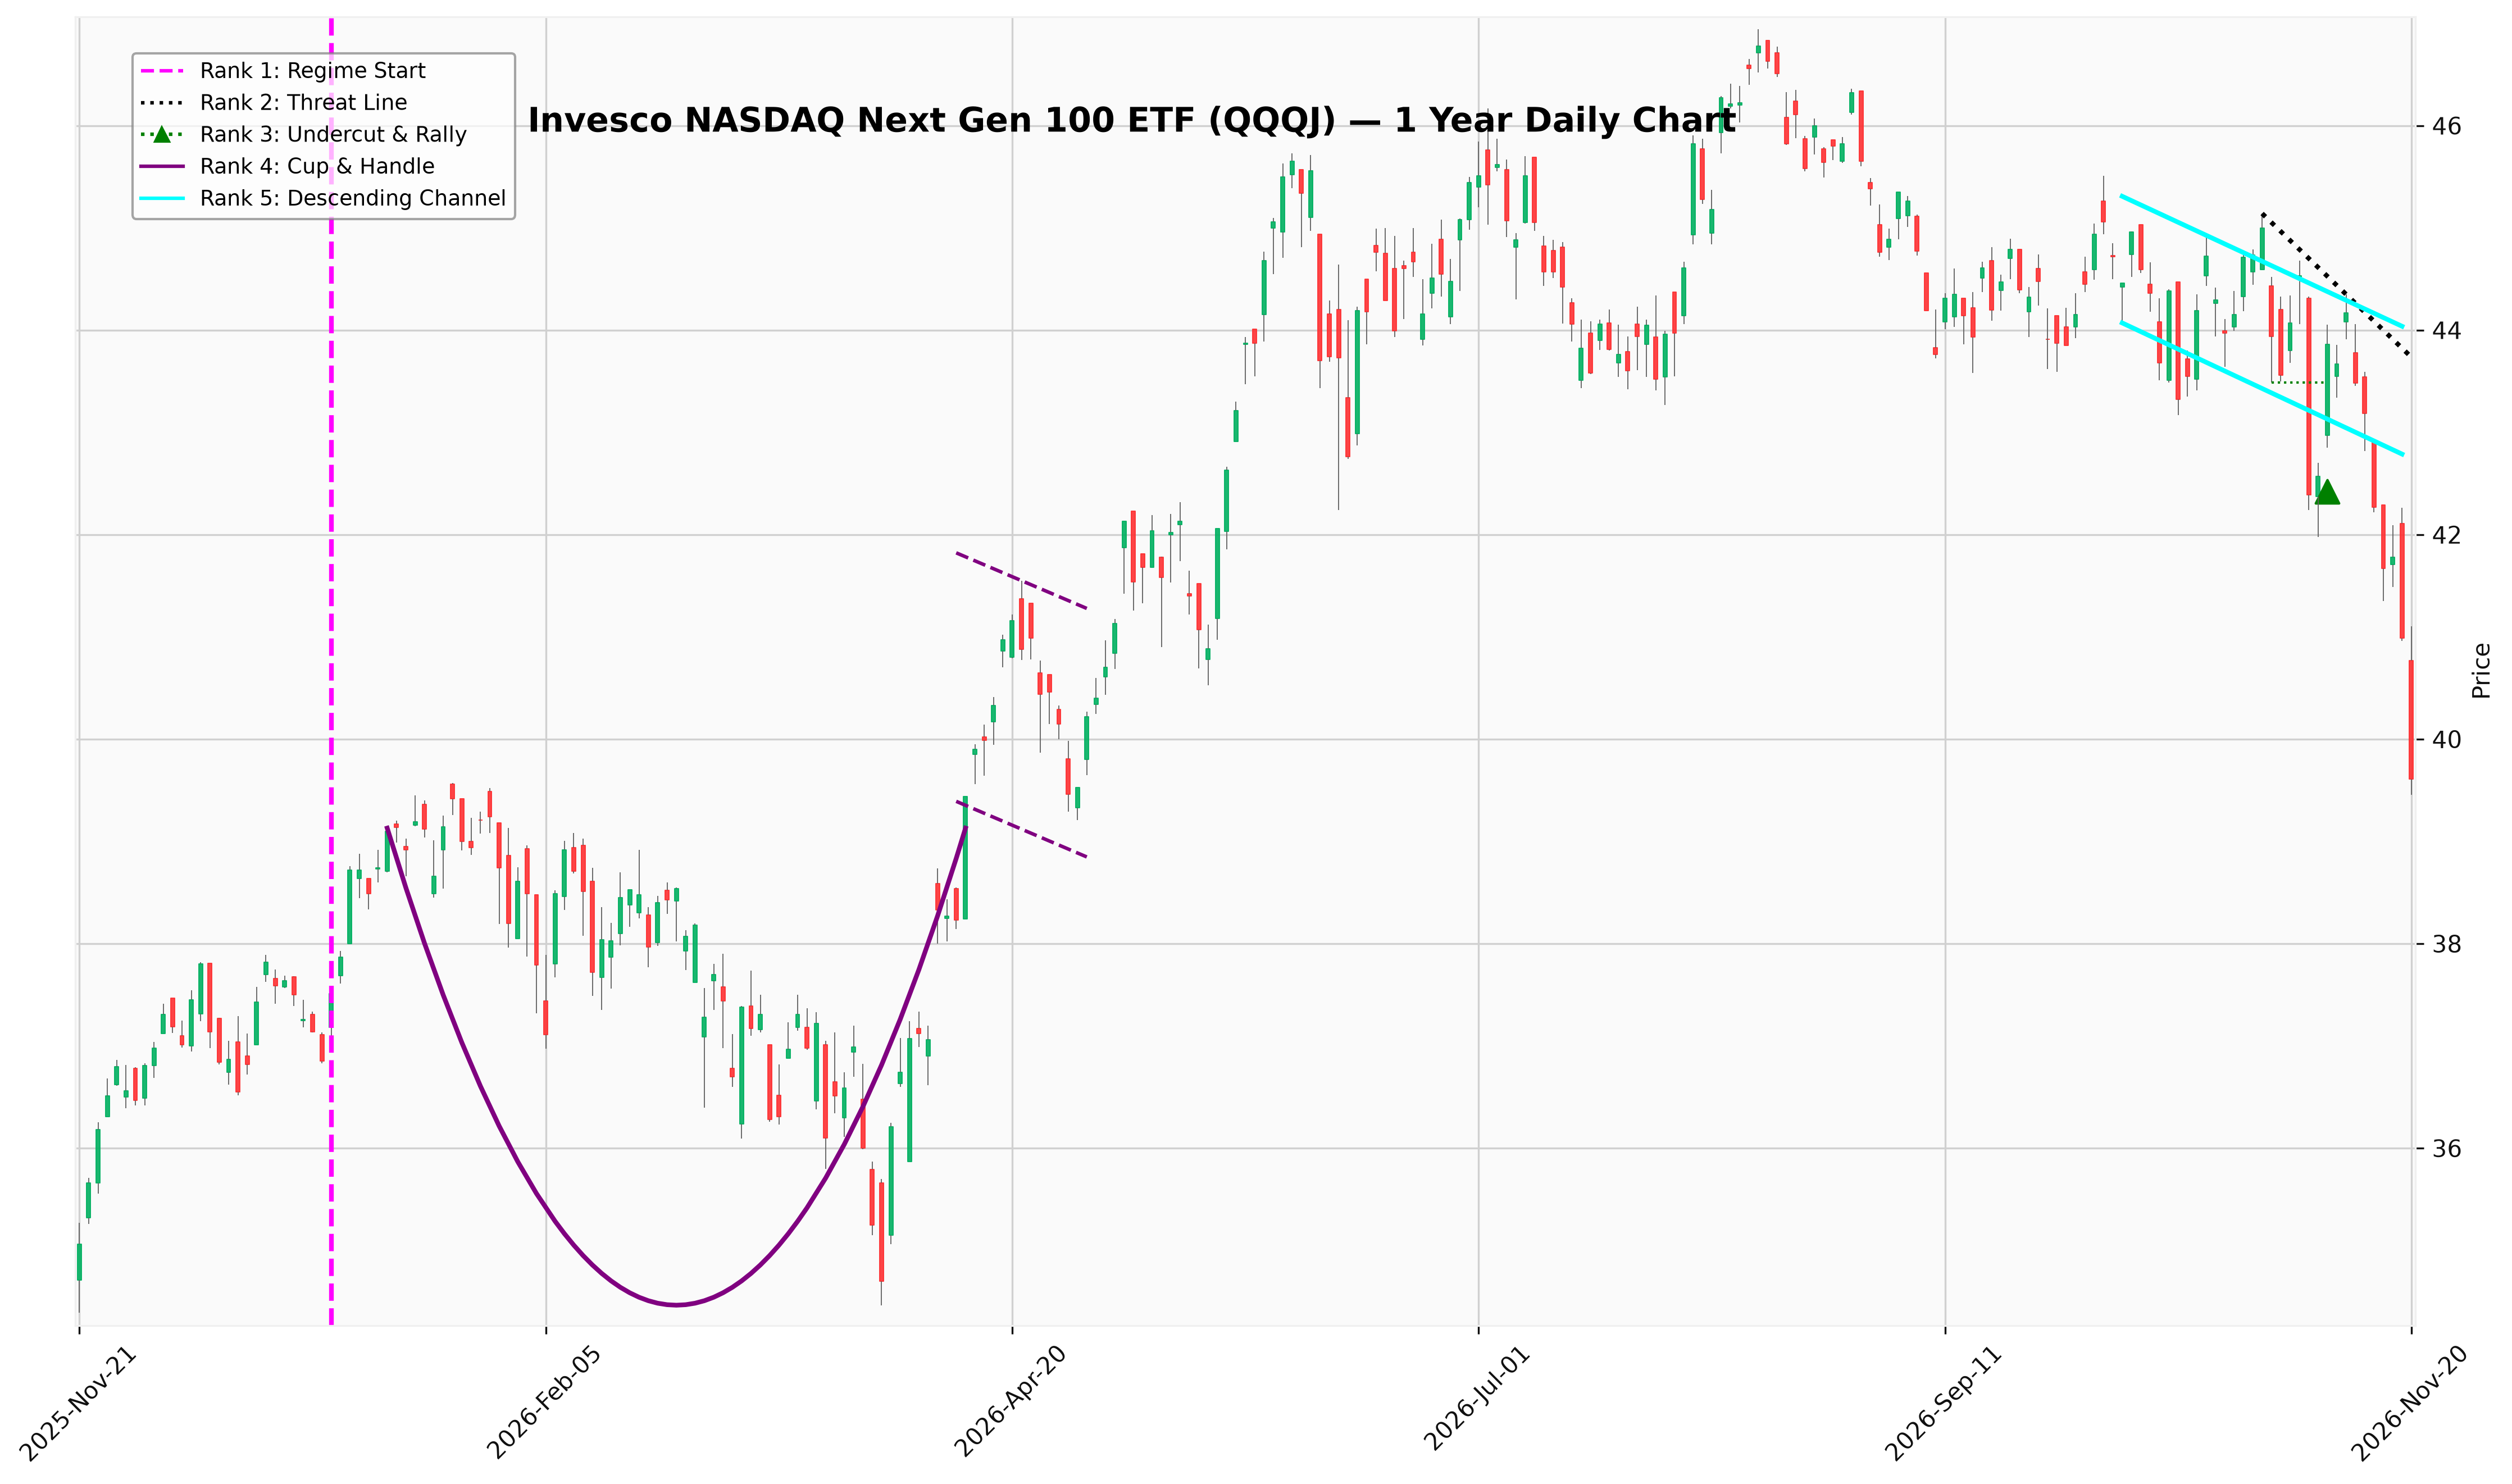 Invesco NASDAQ Next Gen 100 ETF (QQQJ) — 1 Year Daily Chart
Rank 1: Regime Start
Rank 2: Threat Line
Rank 3: Undercut & Rally
Rank 4: Cup & Handle
Rank 5: Descending Channel
46
44
42
40
38
36
Price
2025-Nov-21
2026-Feb-05
2026-Apr-20
2026-Jul-01
2026-Sep-11
2026-Nov-20